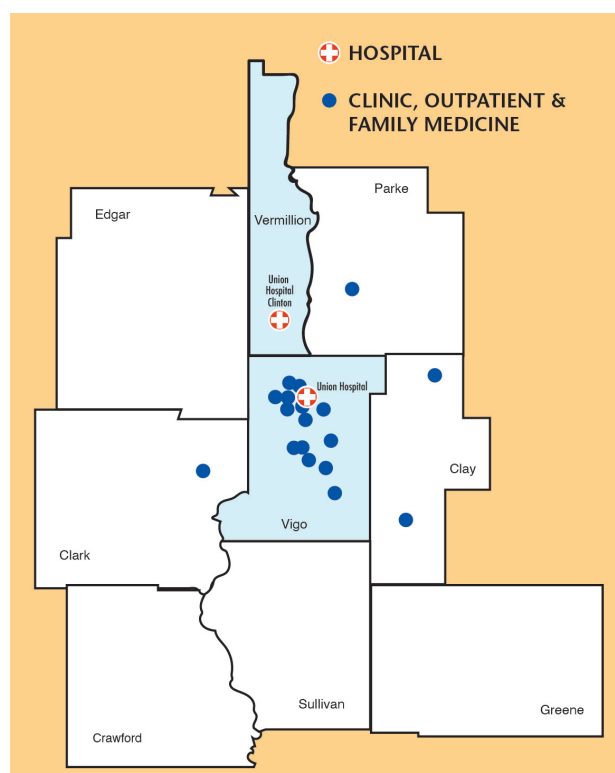 HOSPITAL
CLINIC, OUTPATIENT &
FAMILY MEDICINE
Edgar
Parke
Vermillion
Union
Hospital
Clinton
Union Hospital
Clay
Vigo
Clark
Sullivan
Greene
Crawford